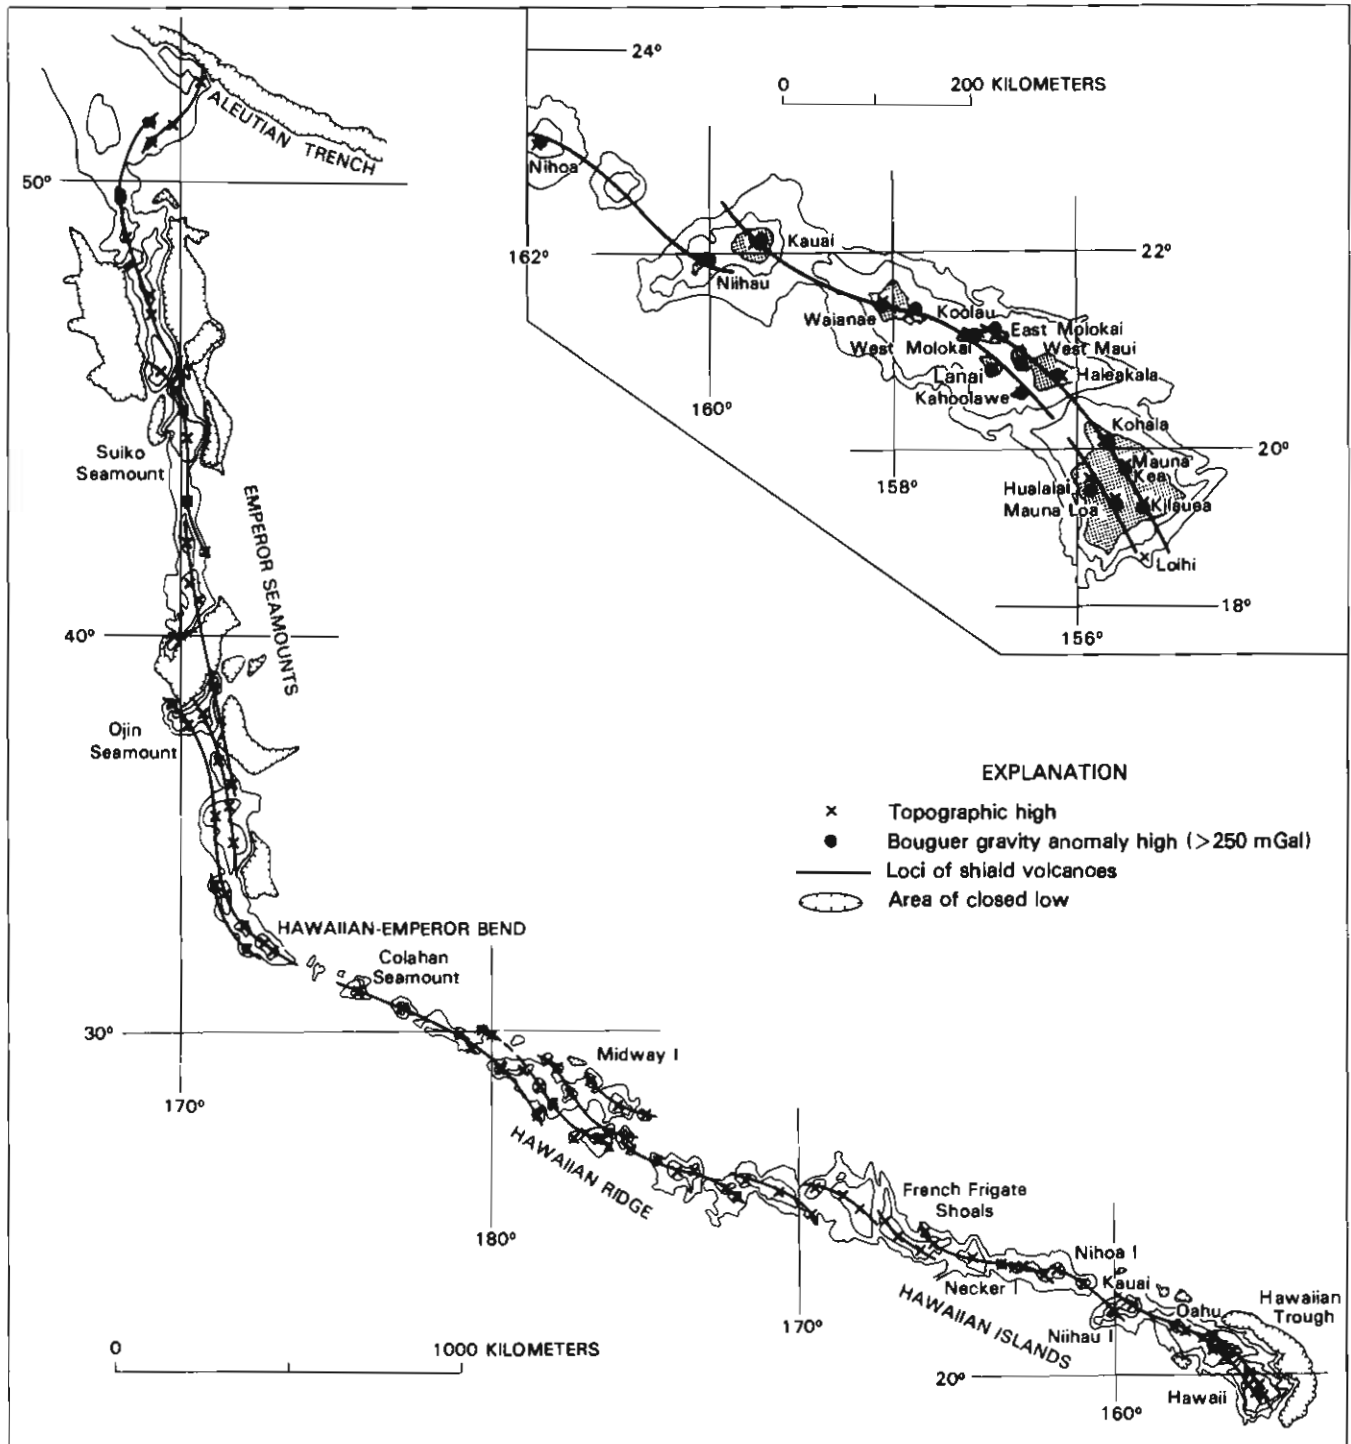 24°
0
200 KILOMETERS
ALEUTIAN TRENCH
50°
Nihoa
162°
Kauai
22°
Niihau
Waianae
Koolau
East Molokai
West Molokai
West Maui
Lanai
Haleakala
Kahoolawe
160°
Kohala
20°
Mauna
Kea
158°
Hualalai
Mauna Loa
Kilauea
Loihi
18°
156°
Suiko
Seamount
EMPEROR SEAMOUNTS
40°
Ojin
Seamount
EXPLANATION
× Topographic high
Bouguer gravity anomaly high (>250 mGal)
Loci of shiald volcanoes
Area of closed low
HAWAIIAN-EMPEROR BEND
Colahan
Seamount
30°
Midway I
170°
HAWAIIAN RIDGE
180°
French Frigate
Shoals
Necker I
Nihoa I
Kauai
Oahu
Hawaiian
Trough
HAWAIIAN ISLANDS
Niihau I
170°
0
1000 KILOMETERS
20°
Hawaii
160°